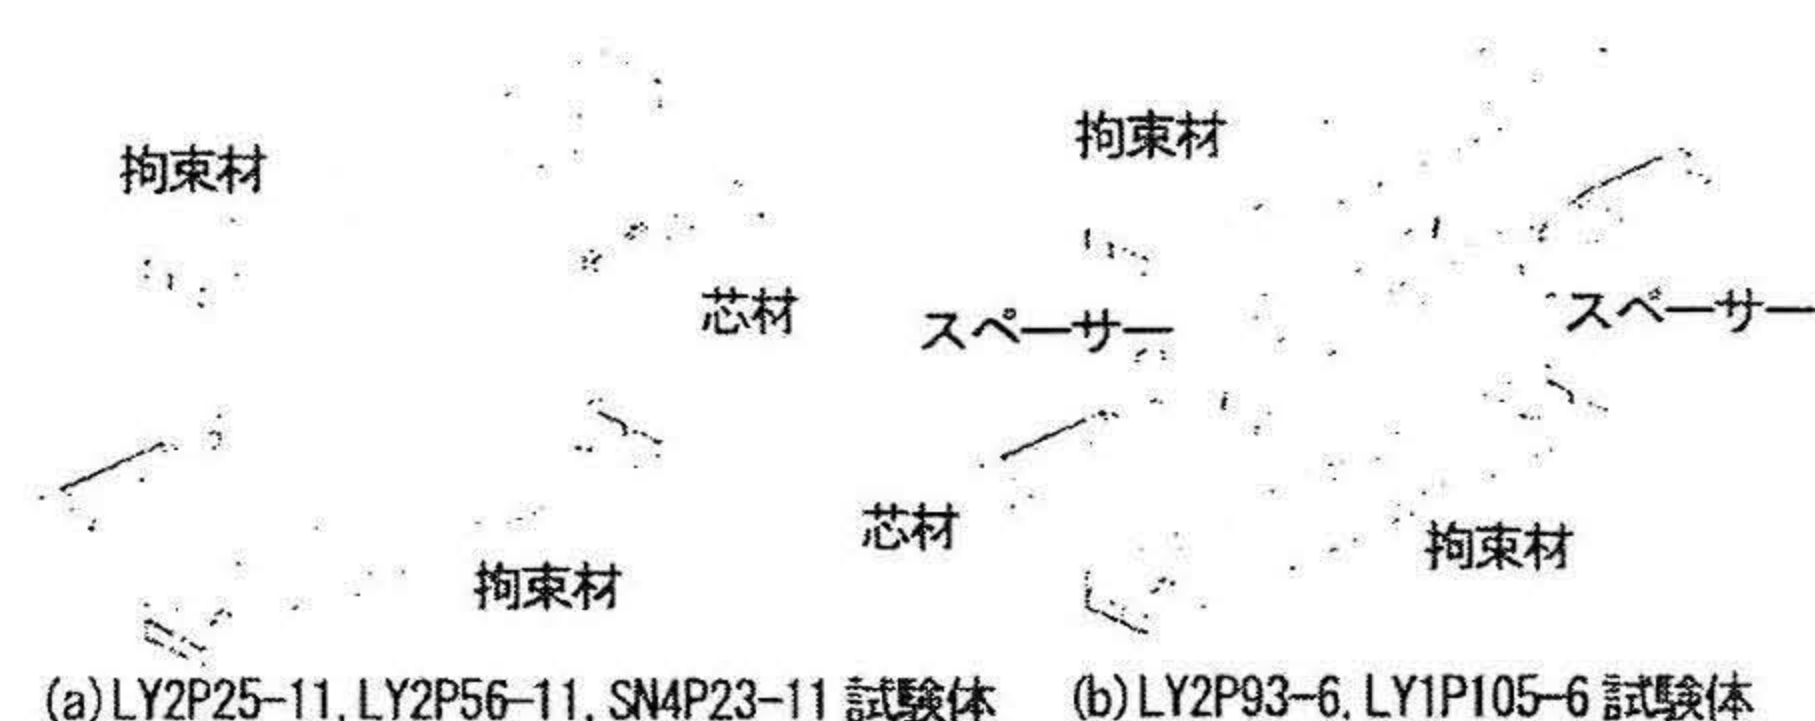 拘束材
芯材
拘束材
(a)LY2P25-11, LY2P56-11, SN4P23-11 試験体
拘束材
スペーサー
スペーサー
芯材
拘束材
(b)LY2P93-6, LY1P105-6 試験体